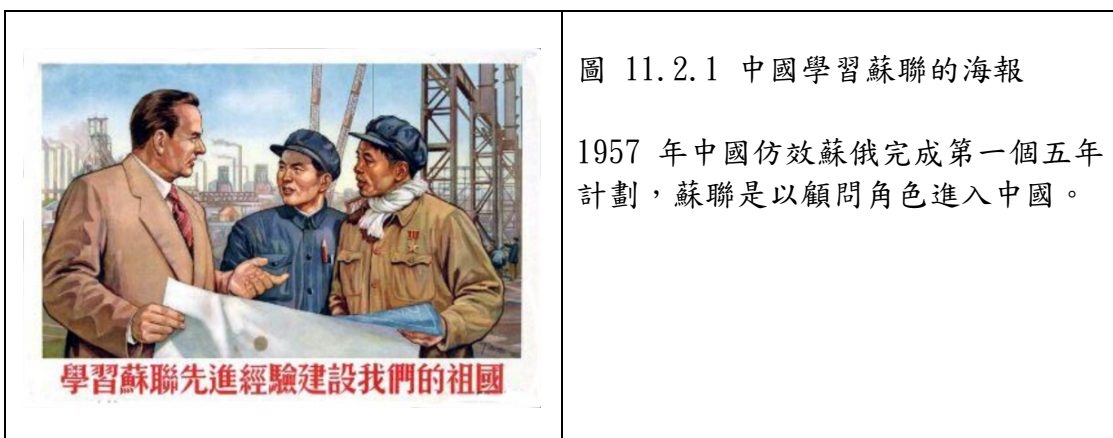 學習蘇聯先進經驗建設我們的祖國
圖 11.2.1 中國學習蘇聯的海報
1957 年中國仿效蘇俄完成第一個五年
計劃，蘇聯是以顧問角色進入中國。